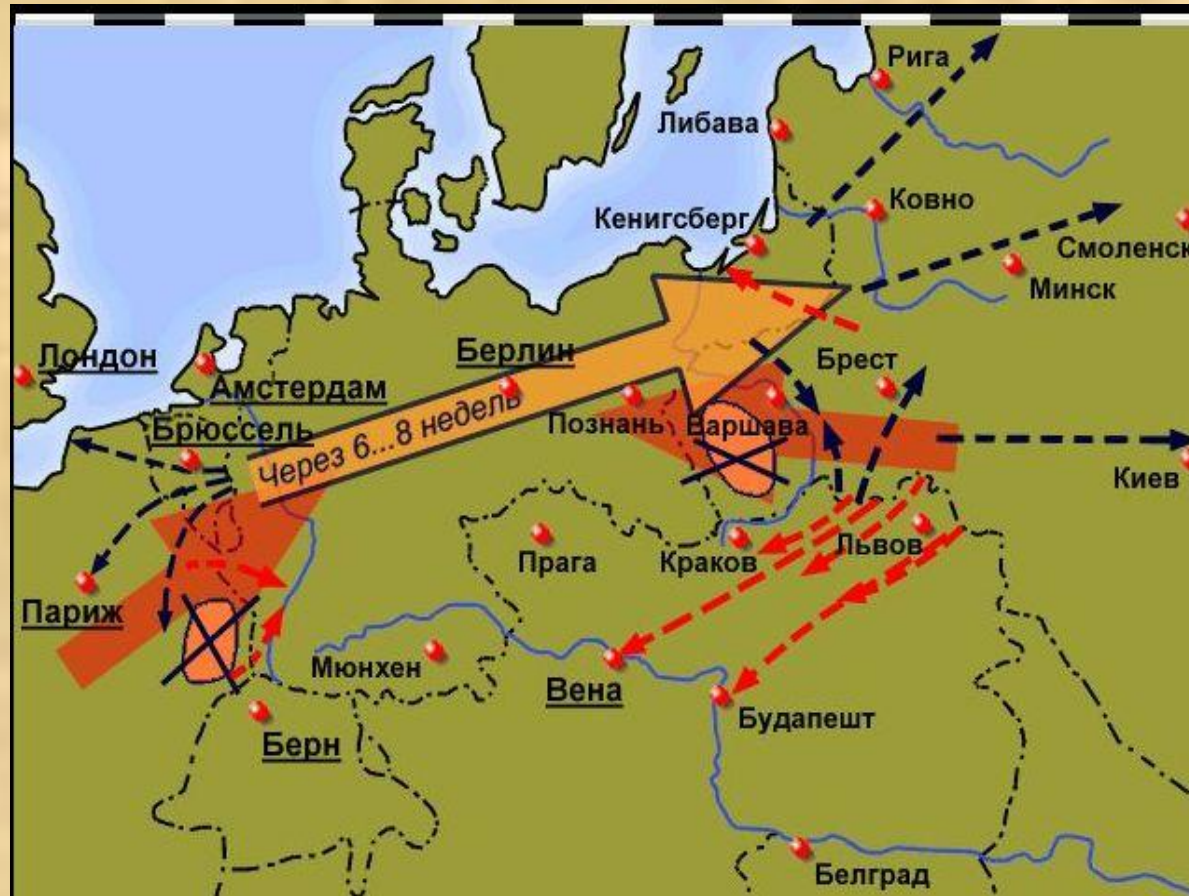 Рига
Либава
Ковно
Кенигсберг
Смоленск
Минск
Лондон
Амстердам
Берлин
Брест
Брюссель
Через 6...8 недель
Познань
Варшава
Киев
Прага
Краков
Львов
Париж
Мюнхен
Вена
Будапешт
Берн
Белград